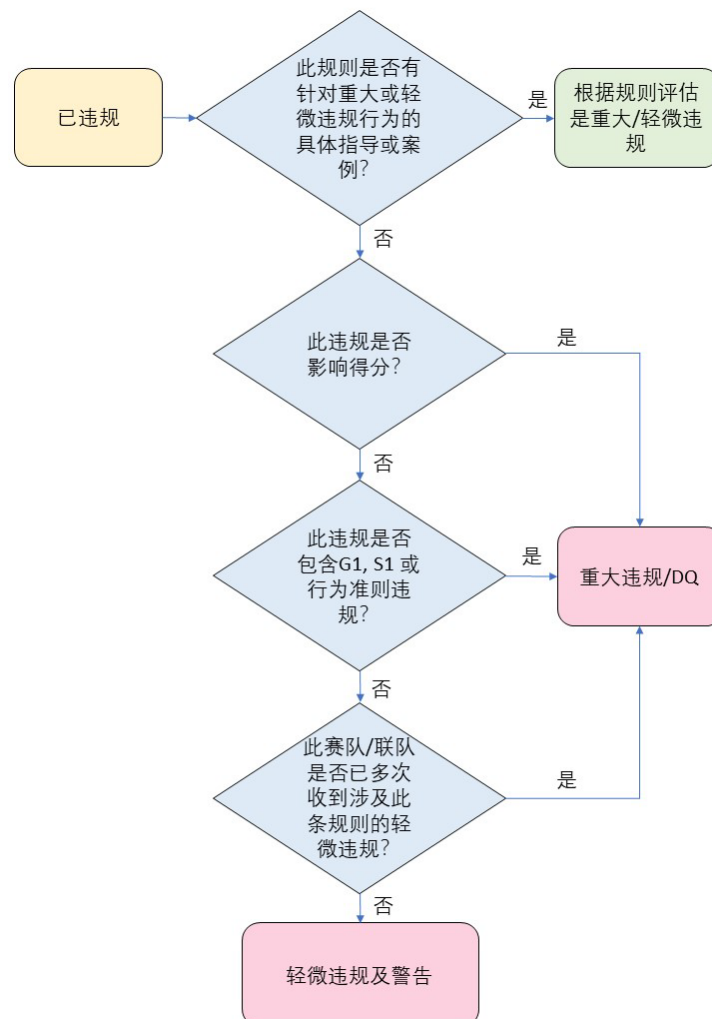 此规则是否有
针对重大或轻
微违规行为的
具体指导或案
例？
已违规
是
根据规则评估
是重大/轻微违
规
否
此违规是否
影响得分？
是
否
此违规是否
包含G1, S1 或
行为准则违
规？
是
重大违规/DQ
否
此赛队/联队
是否已多次
收到涉及此
条规则的轻
微违规？
是
否
轻微违规及警告